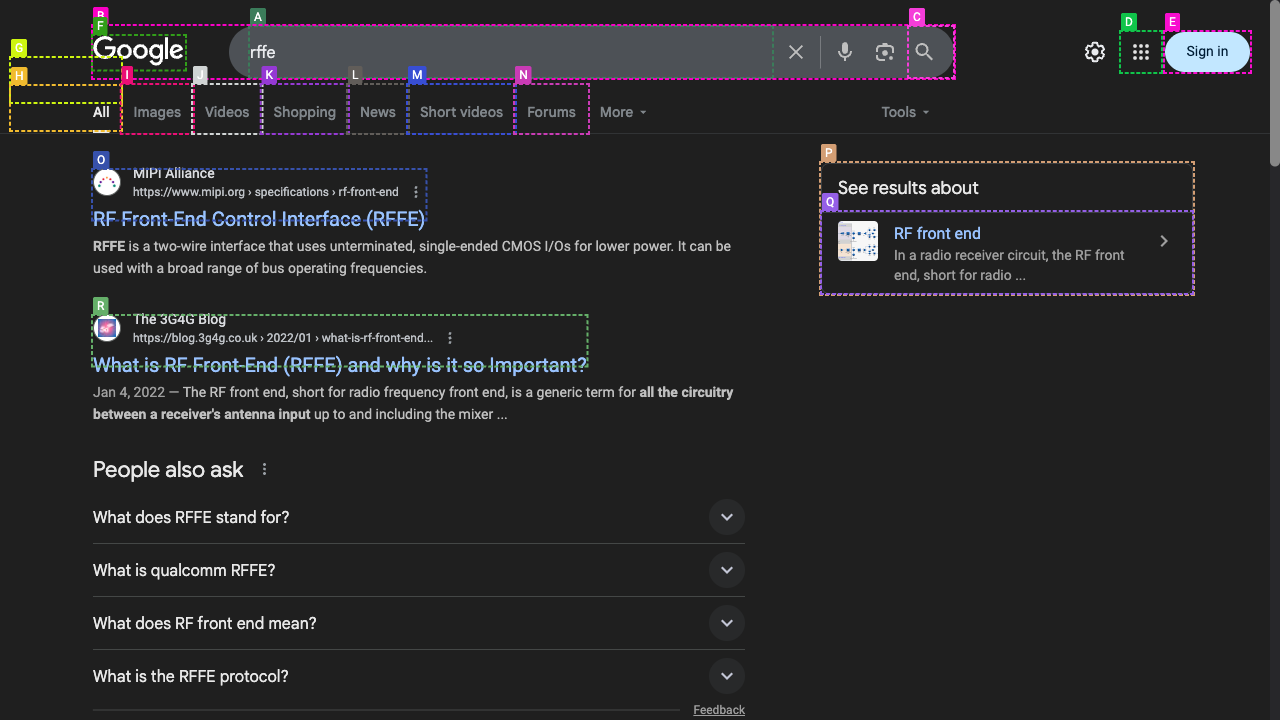 B
A
C
F
D
E
G
Google
rffe
Sign in
H
I
J
K
L
M
N
All
Images
Videos
Shopping
News
Short videos
Forums
More
Tools
O
MIPI Alliance
https://www.mipi.org › specifications › rf-front-end
RF Front-End Control Interface (RFFE)
RFFE is a two-wire interface that uses unterminated, single-ended CMOS I/Os for lower power. It can be
used with a broad range of bus operating frequencies.
R
The 3G4G Blog
https://blog.3g4g.co.uk › 2022/01 › what-is-rf-front-end...
What is RF Front-End (RFFE) and why is it so Important?
Jan 4, 2022 — The RF front end, short for radio frequency front end, is a generic term for all the circuitry
between a receiver's antenna input up to and including the mixer ...
People also ask
What does RFFE stand for?
What is qualcomm RFFE?
What does RF front end mean?
What is the RFFE protocol?
Feedback
P
See results about
Q
RF front end
In a radio receiver circuit, the RF front
end, short for radio ...